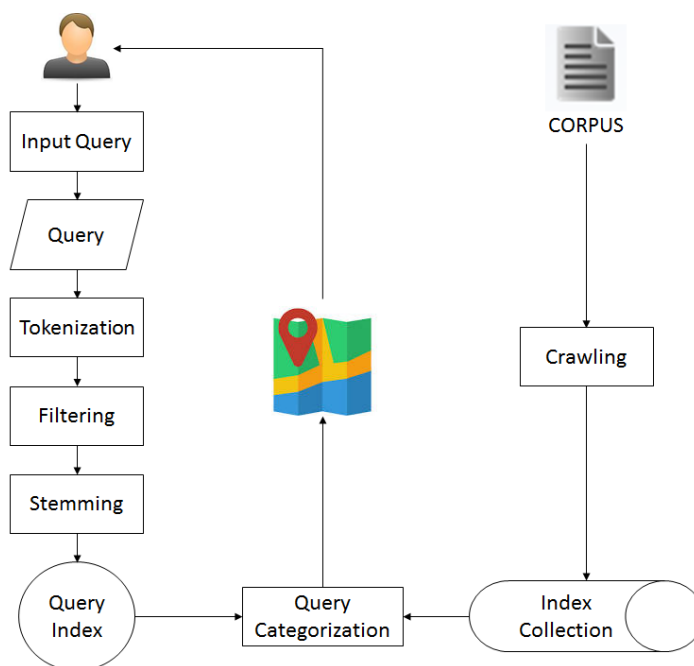 CORPUS
Input Query
Query
Tokenization
Crawling
Filtering
Stemming
Query
Index
Query
Categorization
Index
Collection